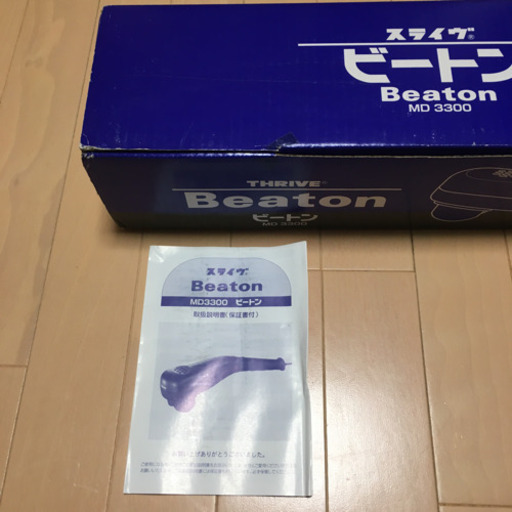 スライヴ®
ビートン
Beaton
MD 3300
THRIVE®
Beaton
ビートン
MD 3300
スライヴ®
Beaton
MD3300 ビートン
取扱説明書(保証書付)
お買い上げありがとうございました。